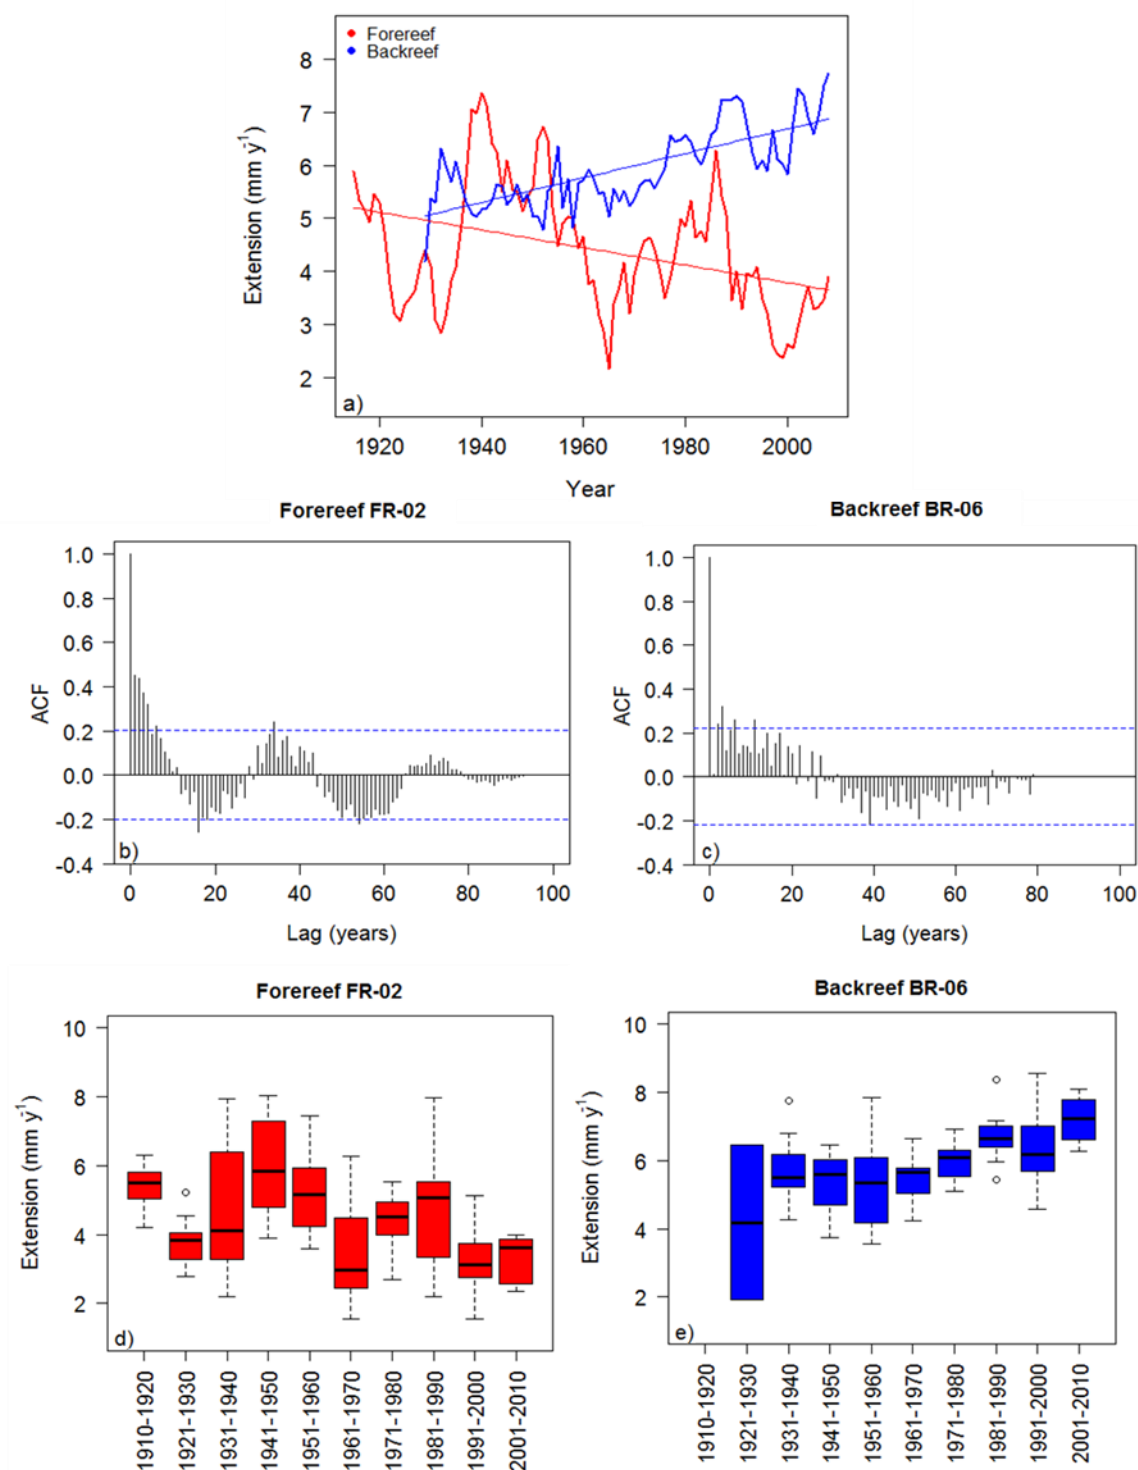 Forereef
Backreef
Extension (mm y⁻¹)
8
7
6
5
4
3
2
a)
1920 1940 1960 1980 2000
Year
Forereef FR-02
ACF
1.0
0.8
0.6
0.4
0.2
0.0
-0.2
-0.4
b)
0 20 40 60 80 100
Lag (years)
Backreef BR-06
ACF
1.0
0.8
0.6
0.4
0.2
0.0
-0.2
-0.4
c)
0 20 40 60 80 100
Lag (years)
Forereef FR-02
Extension (mm y⁻¹)
10
8
6
4
2
d)
1910-1920
1921-1930
1931-1940
1941-1950
1951-1960
1961-1970
1971-1980
1981-1990
1991-2000
2001-2010
Backreef BR-06
Extension (mm y⁻¹)
10
8
6
4
2
e)
1910-1920
1921-1930
1931-1940
1941-1950
1951-1960
1961-1970
1971-1980
1981-1990
1991-2000
2001-2010